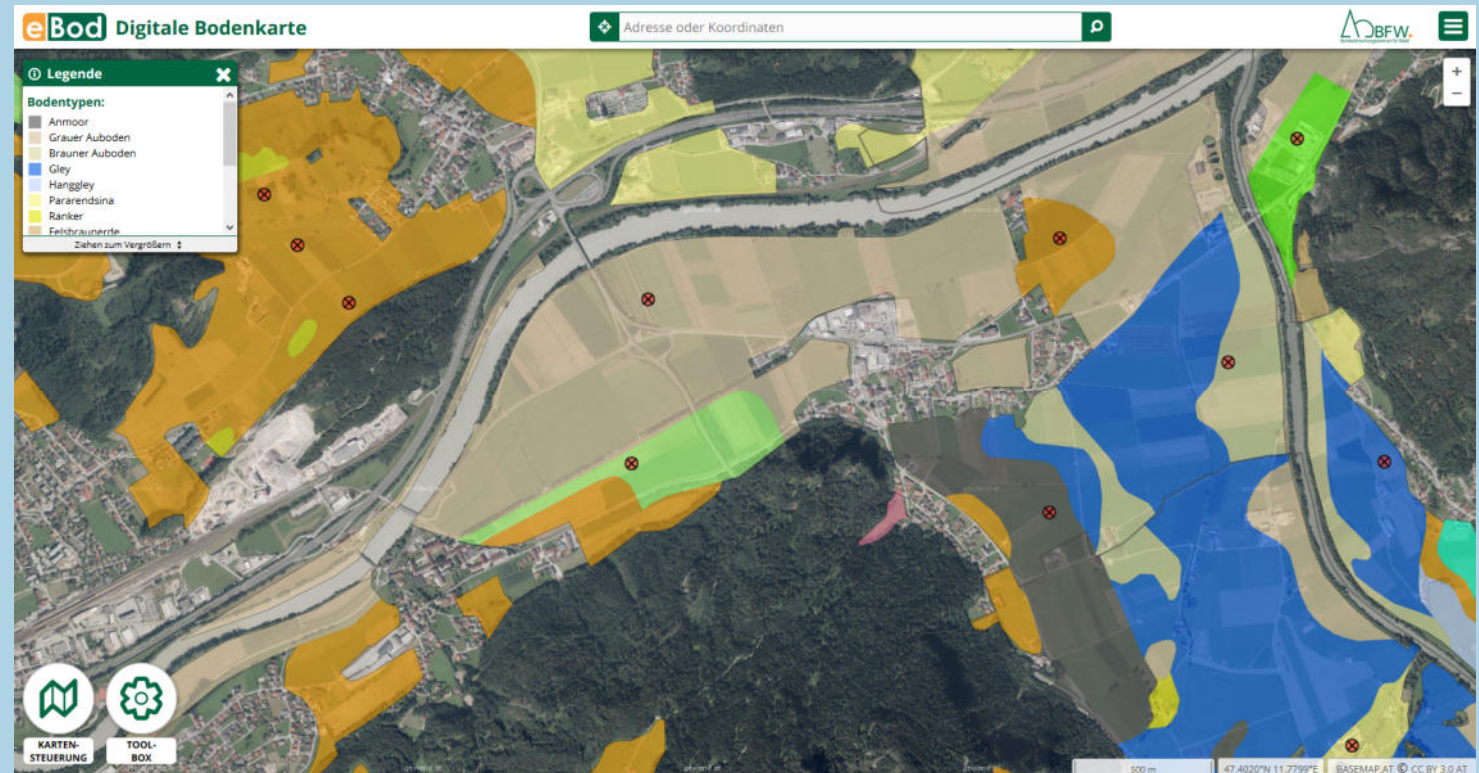 eBod Digitale Bodenkarte
Adresse oder Koordinaten
BFW.
Legende
Bodentypen:
Anmoor
Grauer Auboden
Brauner Auboden
Gley
Hanggley
Pararendsina
Ranker
Felsbraunerde
Ziehen zum Vergrößern
+
−
KARTEN-
STEUERUNG
TOOL-
BOX
500 m
47.4020°N 11.7799°E
BASEMAP.AT © CC BY 3.0 AT